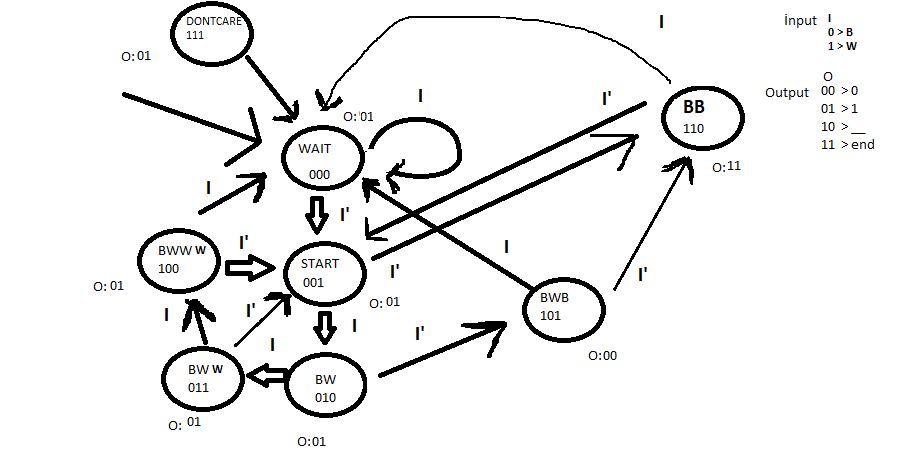 DONTCARE
111
O: 01
I
İnput I
0 > B
1 > W
O
Output 00 > 0
01 > 1
10 > __
11 > end
I
I'
BB
110
O:11
O: 01
WAIT
000
I
I'
I'
BWW W
100
O: 01
I'
START
001
O: 01
I'
I
BWB
101
I'
O:00
I
I'
I
I
I'
BW W
011
O: 01
BW
010
O:01